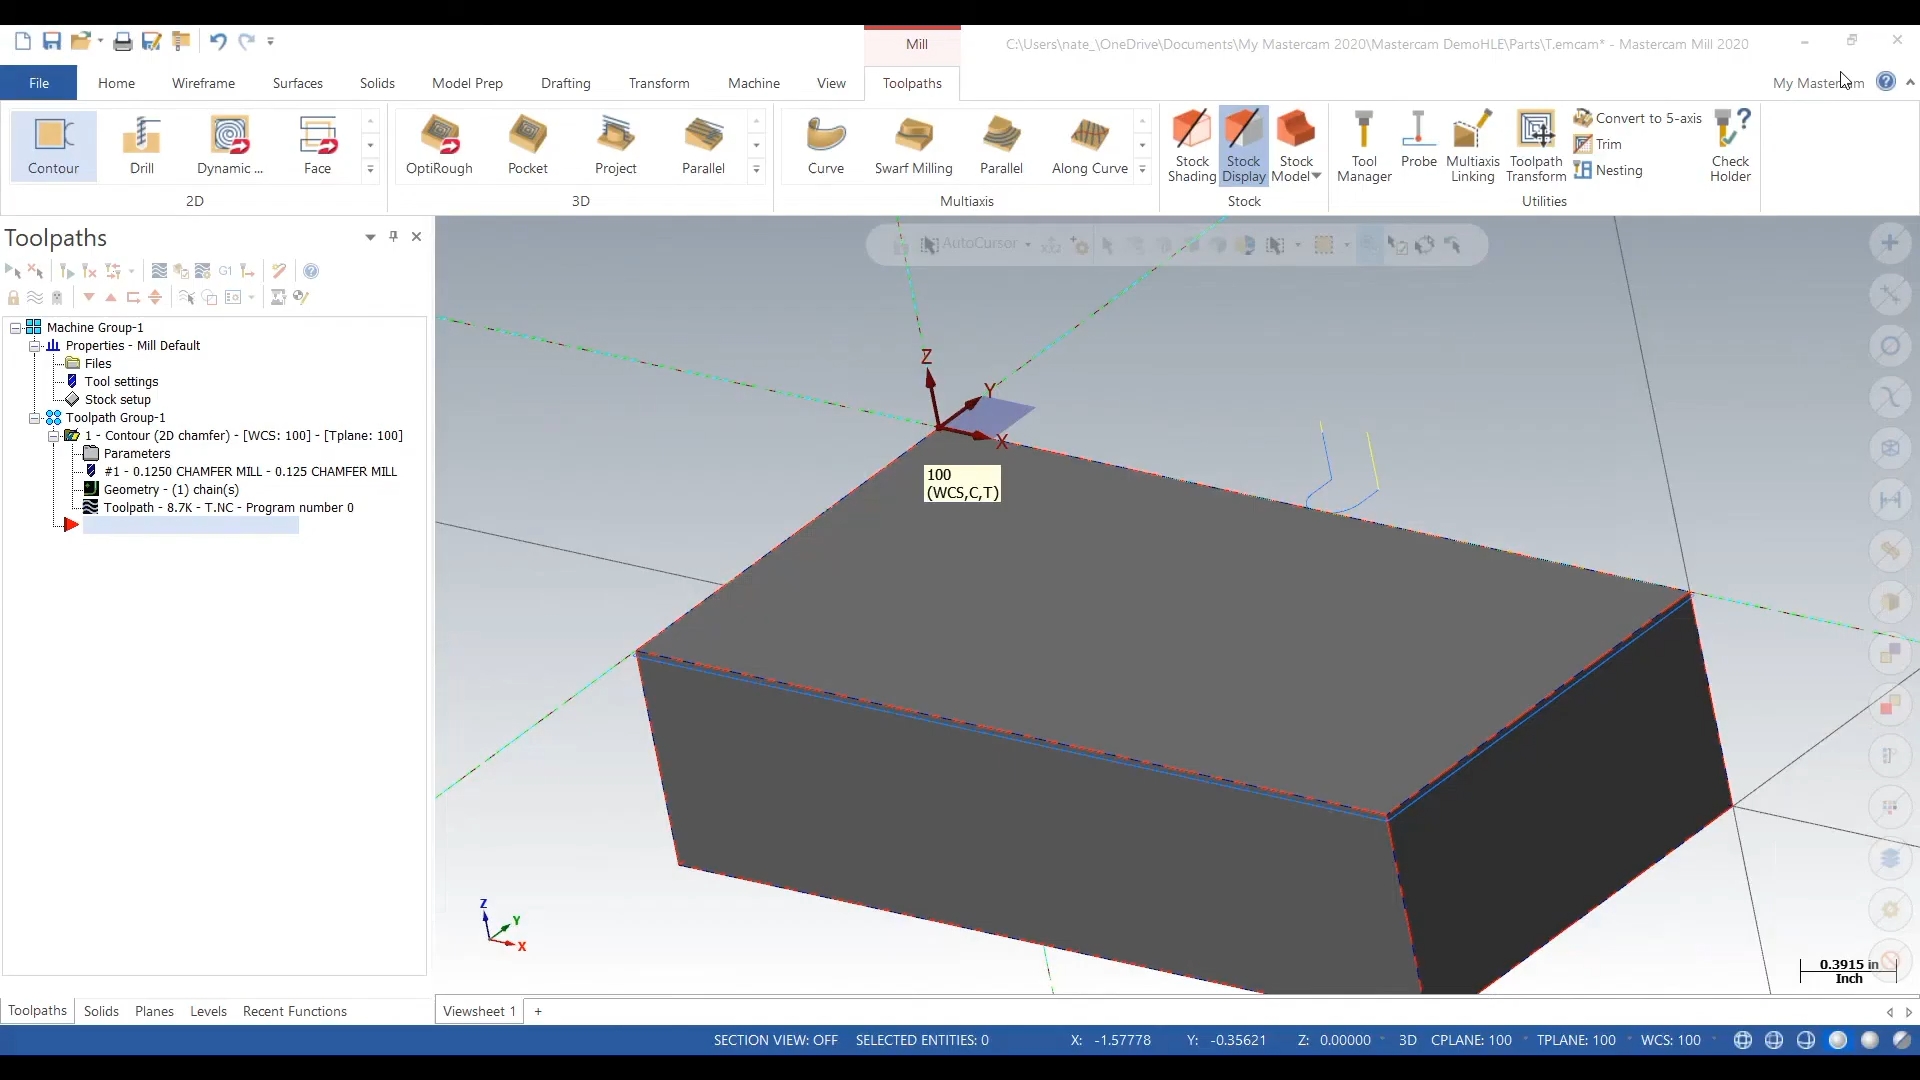 Mill
C:\Users\nate_\OneDrive\Documents\My Mastercam 2020\Mastercam DemoHLE\Parts\T.emcam* - Mastercam Mill 2020
File
Home
Wireframe
Surfaces
Solids
Model Prep
Drafting
Transform
Machine
View
Toolpaths
My Mastercam
Contour
Drill
Dynamic ...
Face
2D
OptiRough
Pocket
Project
Parallel
3D
Curve
Swarf Milling
Parallel
Along Curve
Multiaxis
Stock Shading
Stock Display
Stock Model
Stock
Tool Manager
Probe
Multiaxis Linking
Toolpath Transform
Convert to 5-axis
Trim
Nesting
Check Holder
Utilities
Toolpaths
G1
AutoCursor
Machine Group-1
Properties - Mill Default
Files
Tool settings
Stock setup
Toolpath Group-1
1 - Contour (2D chamfer) - [WCS: 100] - [Tplane: 100]
Parameters
#1 - 0.1250 CHAMFER MILL - 0.125 CHAMFER MILL
Geometry - (1) chain(s)
Toolpath - 8.7K - T.NC - Program number 0
Z
Y
X
100
(WCS,C,T)
Z
Y
X
0.3915 in
Inch
Toolpaths
Solids
Planes
Levels
Recent Functions
Viewsheet 1
+
SECTION VIEW: OFF
SELECTED ENTITIES: 0
X: -1.57778
Y: -0.35621
Z: 0.00000
3D
CPLANE: 100
TPLANE: 100
WCS: 100